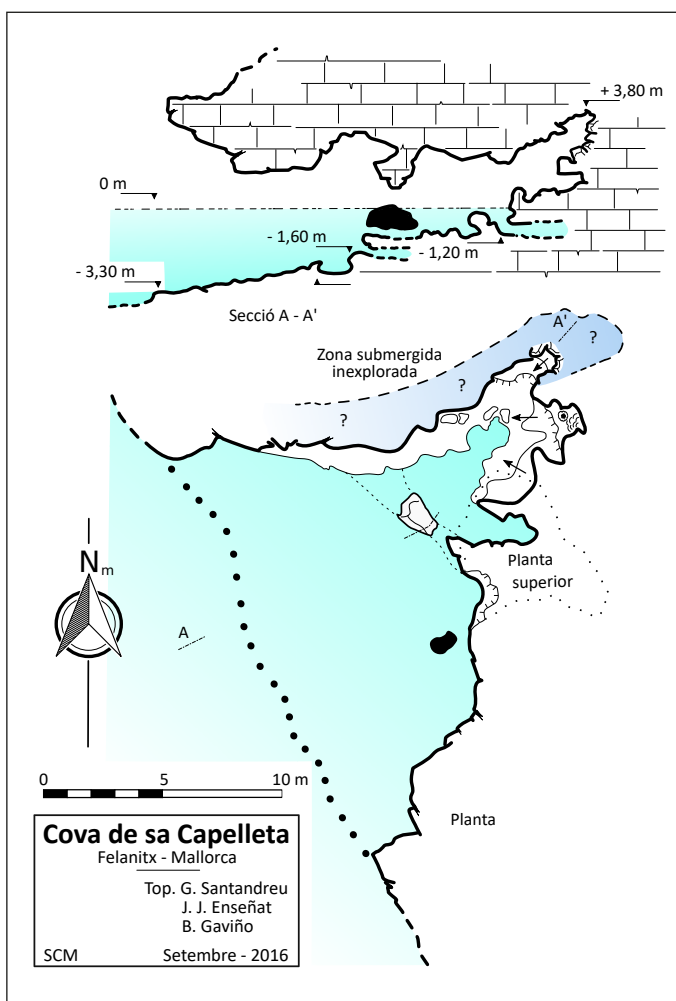 + 3,80 m
0 m
- 1,60 m
- 1,20 m
- 3,30 m
Secció A - A'
A'
?
Zona submergida
inexplorada
?
?
Planta
superior
Nm
A
0 5 10 m
Planta
Cova de sa Capelleta
Felanitx - Mallorca
Top. G. Santandreu
J. J. Enseñat
B. Gaviño
SCM Setembre - 2016